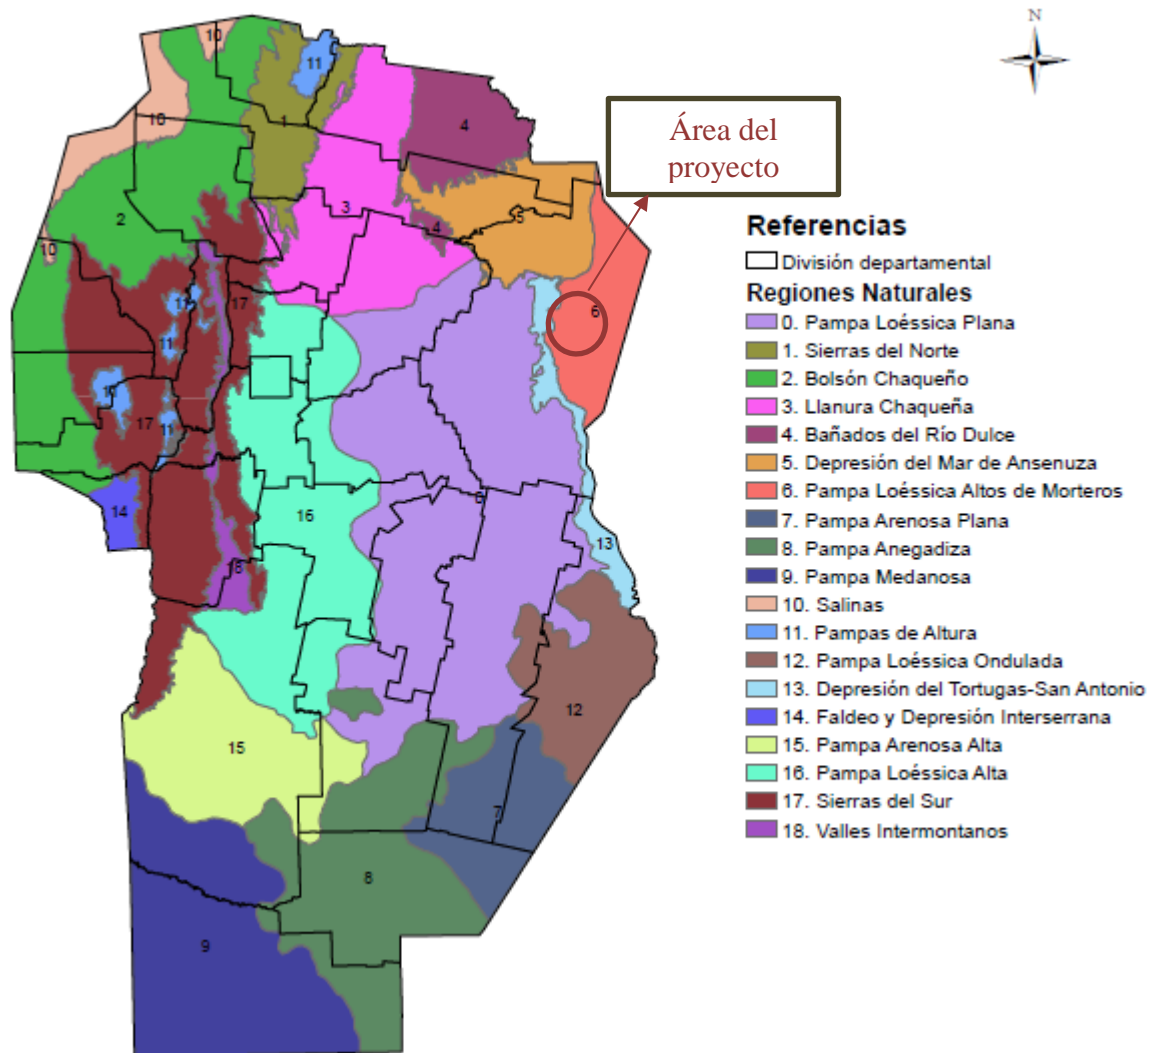 N
10
11
10
1
4
Área del
proyecto
3
2
5
4
10
11
17
6
11
17
11
14
16
13
18
12
15
7
8
9
Referencias
División departamental
Regiones Naturales
0. Pampa Loéssica Plana
1. Sierras del Norte
2. Bolsón Chaqueño
3. Llanura Chaqueña
4. Bañados del Río Dulce
5. Depresión del Mar de Ansenuza
6. Pampa Loéssica Altos de Morteros
7. Pampa Arenosa Plana
8. Pampa Anegadiza
9. Pampa Medanosa
10. Salinas
11. Pampas de Altura
12. Pampa Loéssica Ondulada
13. Depresión del Tortugas-San Antonio
14. Faldeo y Depresión Interserrana
15. Pampa Arenosa Alta
16. Pampa Loéssica Alta
17. Sierras del Sur
18. Valles Intermontanos